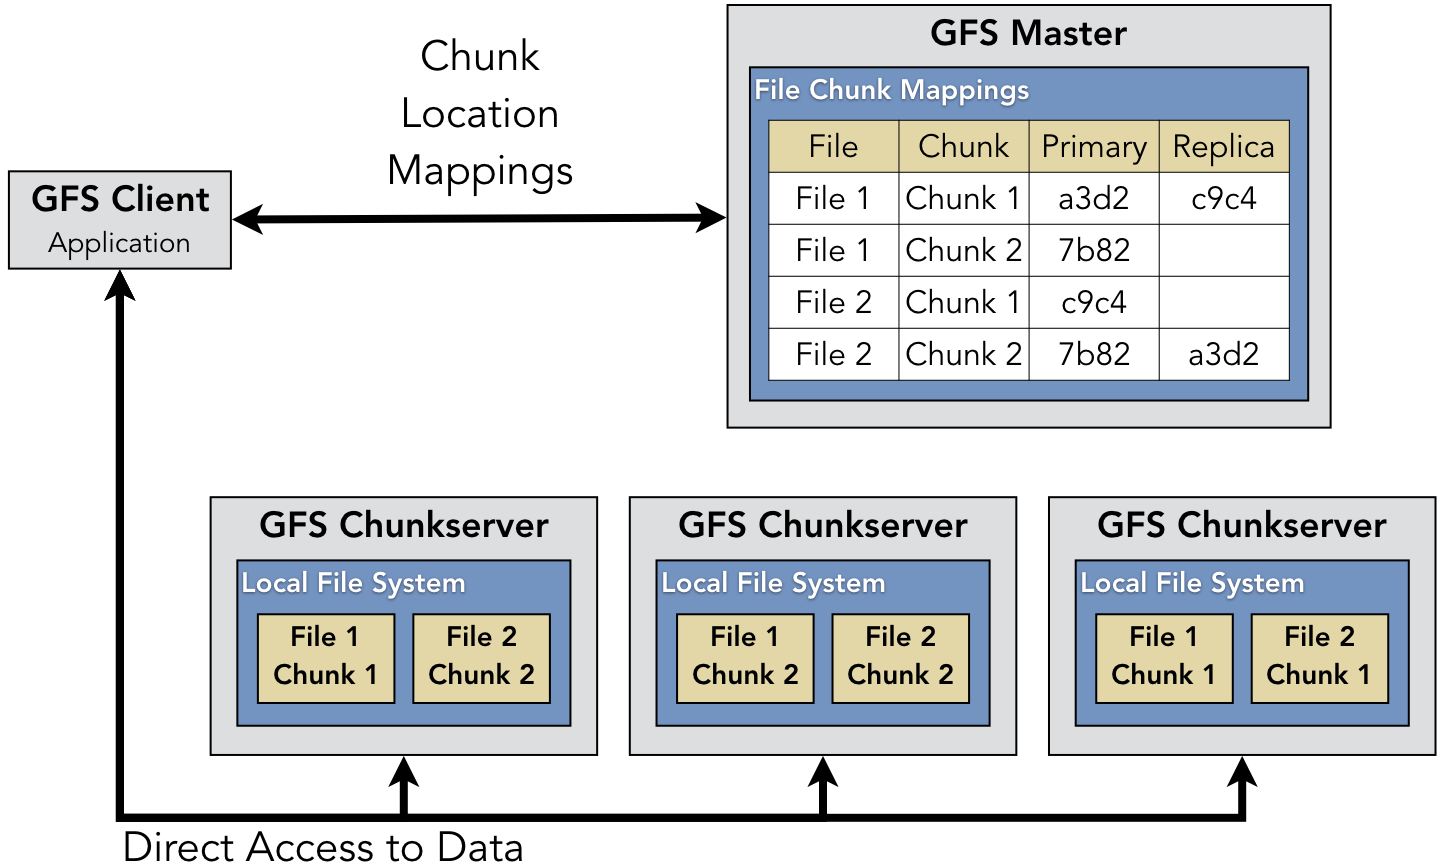 Chunk
Location
Mappings
GFS Client
Application
GFS Master
File Chunk Mappings
File Chunk Primary Replica
File 1 Chunk 1 a3d2 c9c4
File 1 Chunk 2 7b82
File 2 Chunk 1 c9c4
File 2 Chunk 2 7b82 a3d2
GFS Chunkserver
Local File System
File 1
Chunk 1
File 2
Chunk 2
GFS Chunkserver
Local File System
File 1
Chunk 2
File 2
Chunk 2
GFS Chunkserver
Local File System
File 1
Chunk 1
File 2
Chunk 1
Direct Access to Data